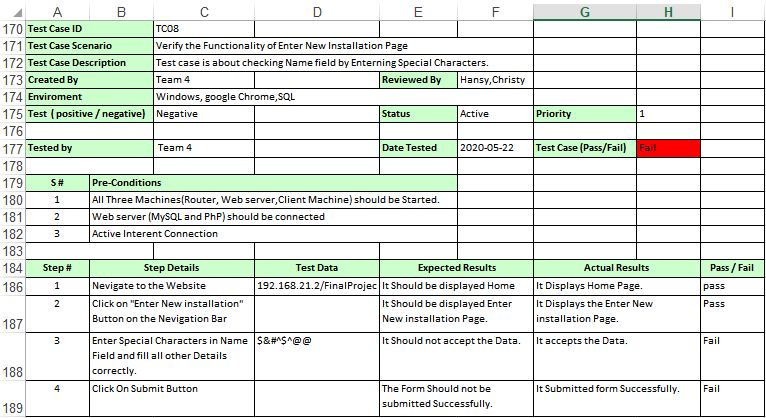 A B C D E F G H I
170 Test Case ID TC08
171 Test Case Scenario Verify the Functionality of Enter New Installation Page
172 Test Case Description Test case is about checking Name field by Enterning Special Characters.
173 Created By Team 4 Reviewed By Hansy,Christy
174 Enviroment Windows, google Chrome,SQL
175 Test ( positive / negative) Negative Status Active Priority 1
176
177 Tested by Team 4 Date Tested 2020-05-22 Test Case (Pass/Fail) Fail
178
179 S # Pre-Conditions
180 1 All Three Machines(Router, Web server,Client Machine) should be Started.
181 2 Web server (MySQL and PhP) should be connected
182 3 Active Interent Connection
183
184 Step # Step Details Test Data Expected Results Actual Results Pass / Fail
186 1 Nevigate to the Website 192.168.21.2/FinalProjec It Should be displayed Home It Displays Home Page. pass
2 Click on "Enter New installation" It Should be displayed Enter It Displays the Enter New Pass
187 Button on the Nevigation Bar New installation Page. installation Page.
3 Enter Special Characters in Name $&#^$^@@ It Should not accept the Data. It accepts the Data. Fail
Field and fill all other Details
188 correctly.
4 Click On Submit Button The Form Should not be It Submitted form Successfully. Fail
189 submitted Successfully.